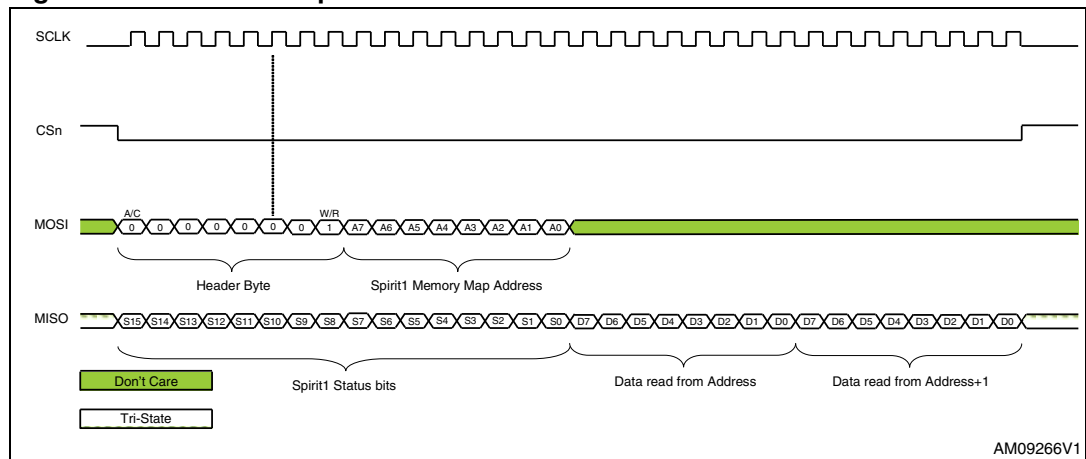 SCLK
CSn
A/C W/R
MOSI 0 0 0 0 0 0 0 1 A7 A6 A5 A4 A3 A2 A1 A0
Header Byte Spirit1 Memory Map Address
MISO S15 S14 S13 S12 S11 S10 S9 S8 S7 S6 S5 S4 S3 S2 S1 S0 D7 D6 D5 D4 D3 D2 D1 D0 D7 D6 D5 D4 D3 D2 D1 D0
Spirit1 Status bits Data read from Address Data read from Address+1
Don't Care
Tri-State
AM09266V1